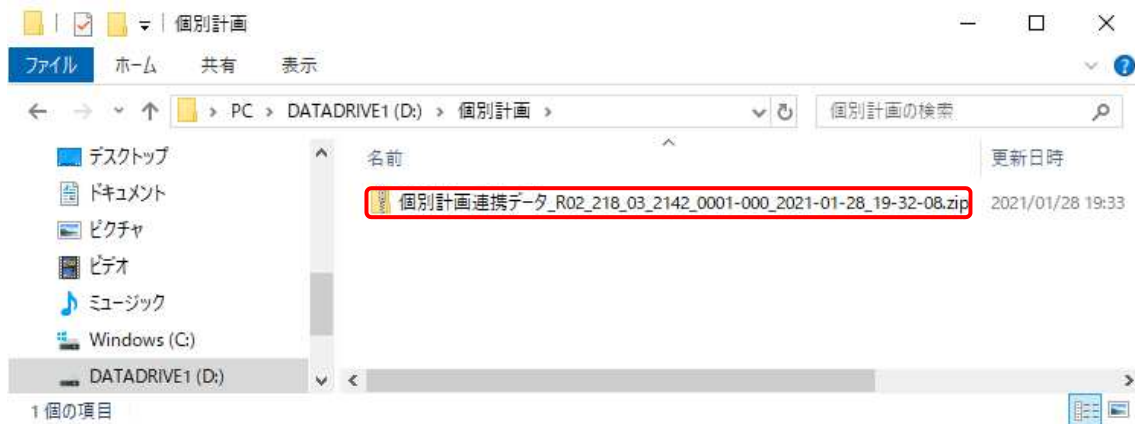 個別計画
ファイル ホーム 共有 表示
PC > DATADRIVE1 (D:) > 個別計画 > 個別計画の検索
名前 更新日時
個別計画連携データ_R02_218_03_2142_0001-000_2021-01-28_19-32-08.zip 2021/01/28 19:33
デスクトップ
ドキュメント
ピクチャ
ビデオ
ミュージック
Windows (C:)
DATADRIVE1 (D:)
1 個の項目